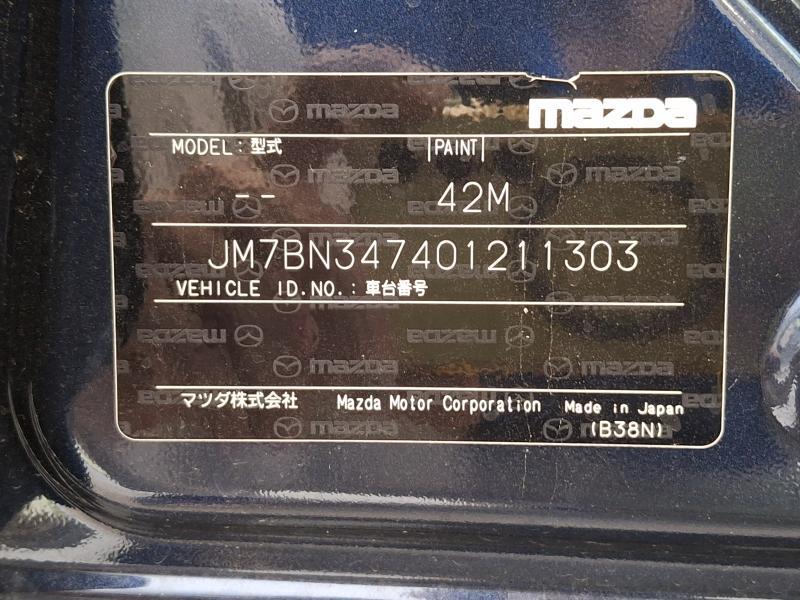 mazda
MODEL：型式 |PAINT|
-- 42M
JM7BN347401211303
VEHICLE ID.NO.：車台番号
マツダ株式会社 Mazda Motor Corporation Made in Japan
(B38N)